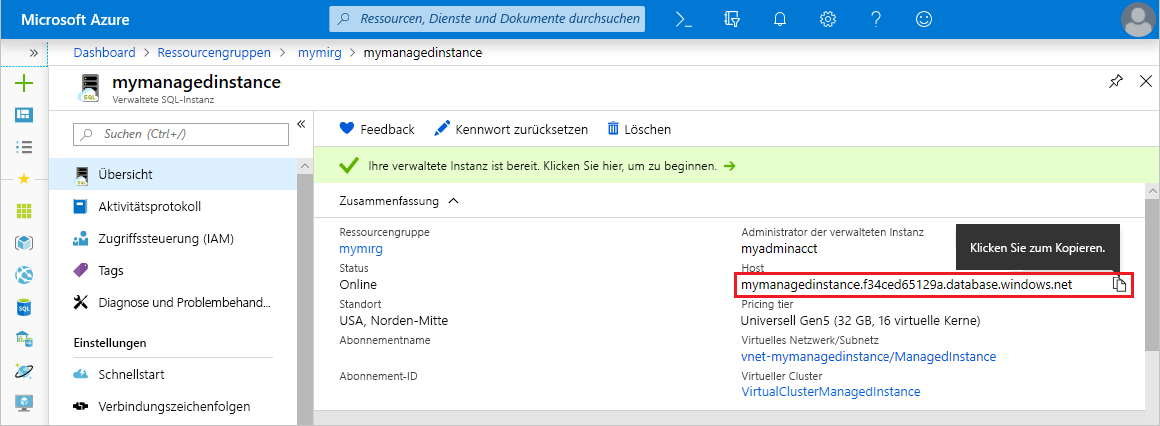 Microsoft Azure
Ressourcen, Dienste und Dokumente durchsuchen
Dashboard > Ressourcengruppen > mymirg > mymanagedinstance
mymanagedinstance
Verwaltete SQL-Instanz
Suchen (Ctrl+/)
Übersicht
Aktivitätsprotokoll
Zugriffssteuerung (IAM)
Tags
Diagnose und Problembehand...
Einstellungen
Schnellstart
Verbindungszeichenfolgen
Feedback
Kennwort zurücksetzen
Löschen
Ihre verwaltete Instanz ist bereit. Klicken Sie hier, um zu beginnen. →
Zusammenfassung
Ressourcengruppe
mymirg
Status
Online
Standort
USA, Norden-Mitte
Abonnementname
Abonnement-ID
Administrator der verwalteten Instanz
myadminacct
Klicken Sie zum Kopieren.
Host
mymanagedinstance.f34ced65129a.database.windows.net
Pricing tier
Universell Gen5 (32 GB, 16 virtuelle Kerne)
Virtuelles Netzwerk/Subnetz
vnet-mymanagedinstance/ManagedInstance
Virtueller Cluster
VirtualClusterManagedInstance